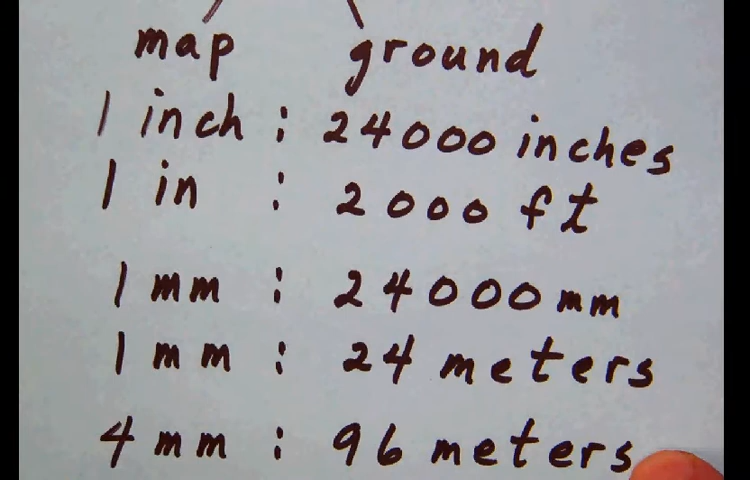 map ground
1 inch : 24000 inches
1 in : 2000 ft
1 mm : 24000 mm
1 mm : 24 meters
4 mm : 96 meters